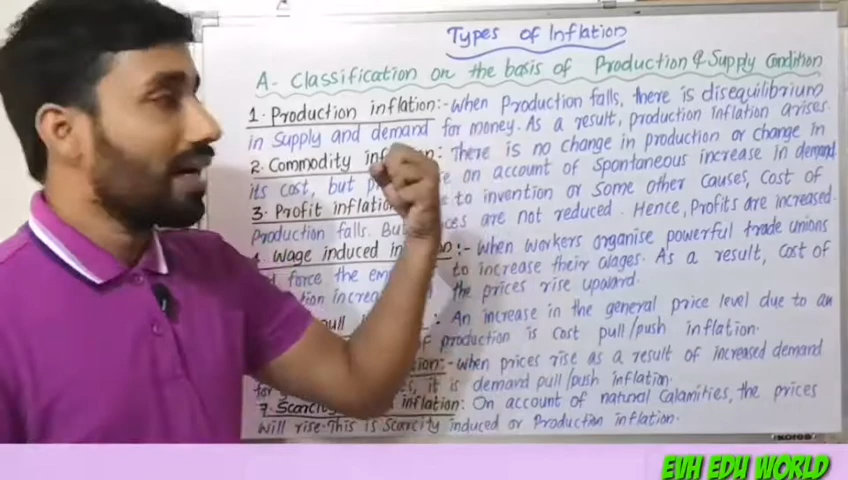 Types of Inflation
A. Classification on the basis of Production & Supply Condition
1. Production inflation:- When Production falls, there is disequilibrium
in Supply and demand for money. As a result, production inflation arises.
2. Commodity There is no change in production or change in
its cost, but on account of Spontaneous increase in demand,
3. Profit inflation to invention or Some other Causes, Cost of
Production falls. are not reduced. Hence, Profits are increased.
Wage induced :- When Workers organise powerful trade unions
force the to increase their wages. As a result, cost of
the prices rise upward.
An increase in the general price level due to an
of production is cost pull/push inflation.
:- When prices rise as a result of increased demand
it is demand pull/push inflation.
7. Scarcity inflation: On account of natural Calamities, the prices
will rise. This is Scarcity induced or Production inflation.
KOROS
EVH EDU WORLD